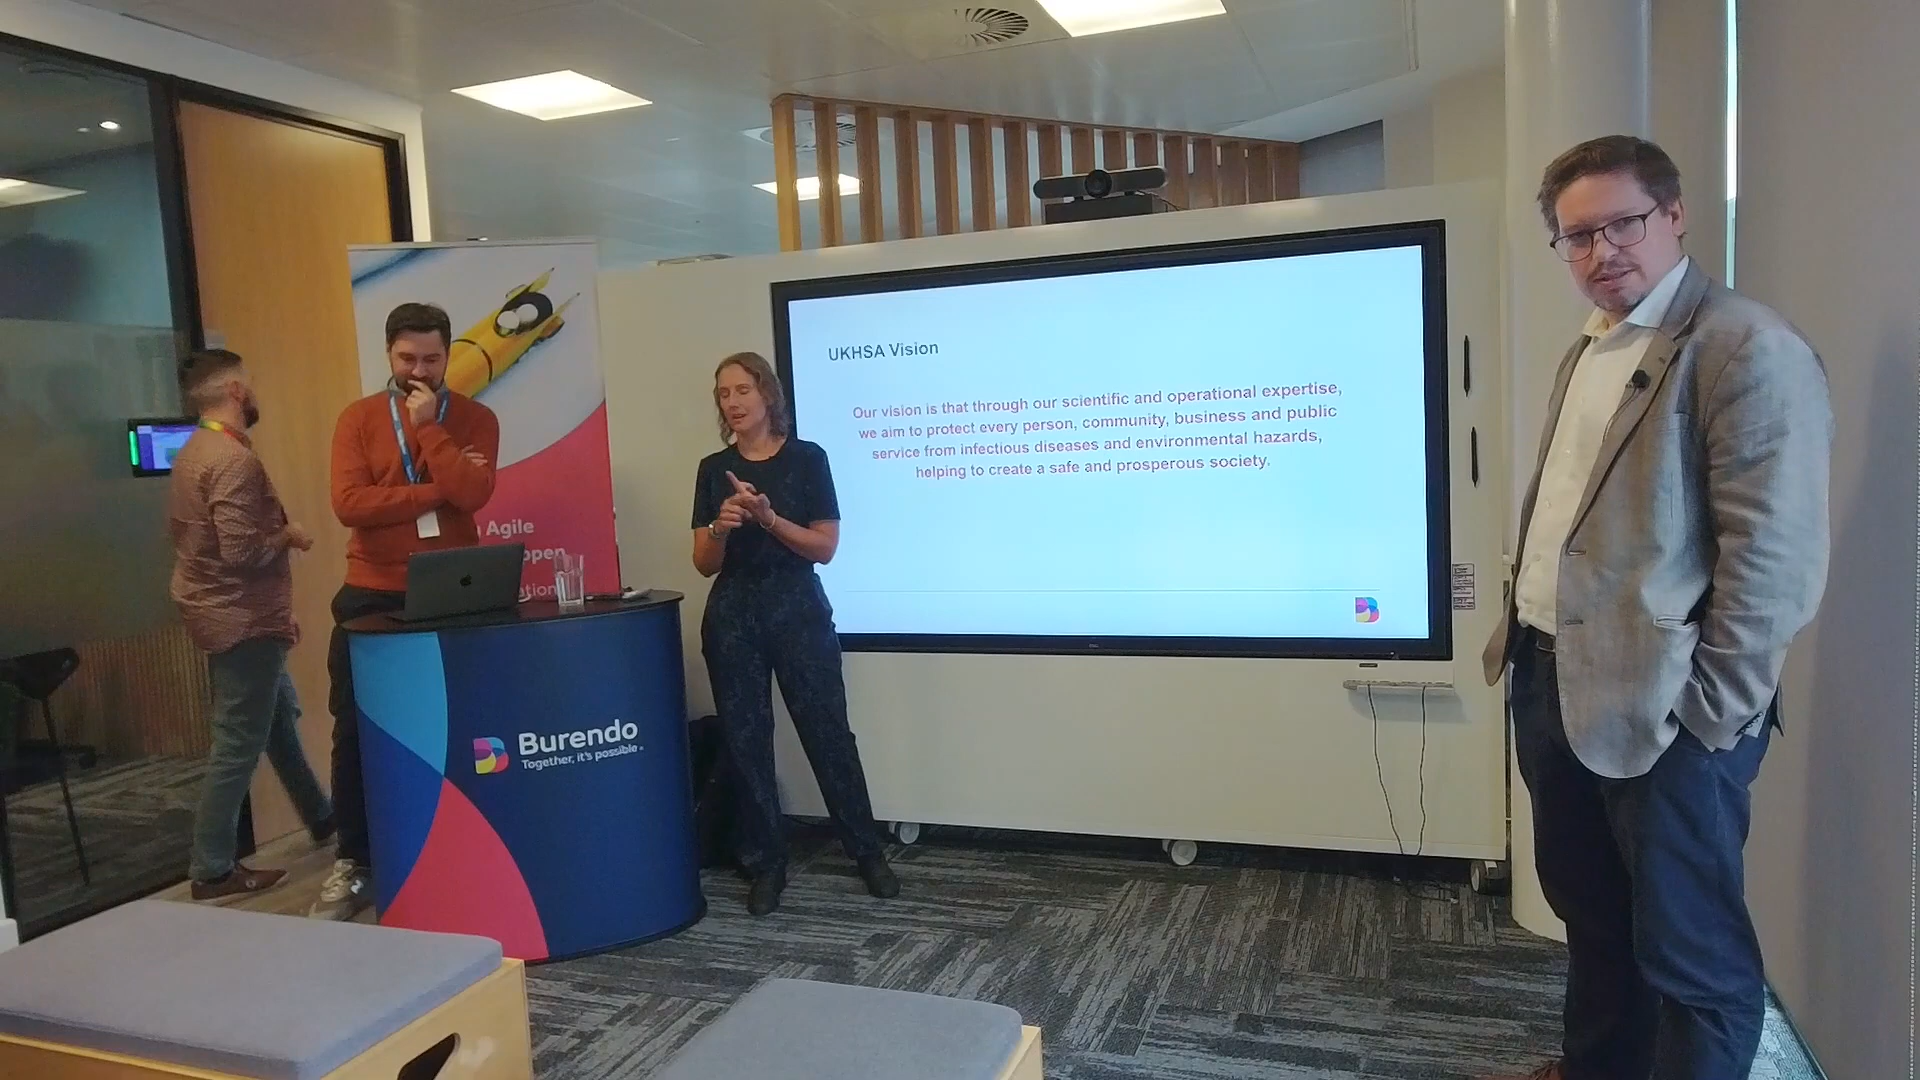 UKHSA Vision
Our vision is that through our scientific and operational expertise,
we aim to protect every person, community, business and public
service from infectious diseases and environmental hazards,
helping to create a safe and prosperous society.
Agile
Burendo
Together, it's possible.